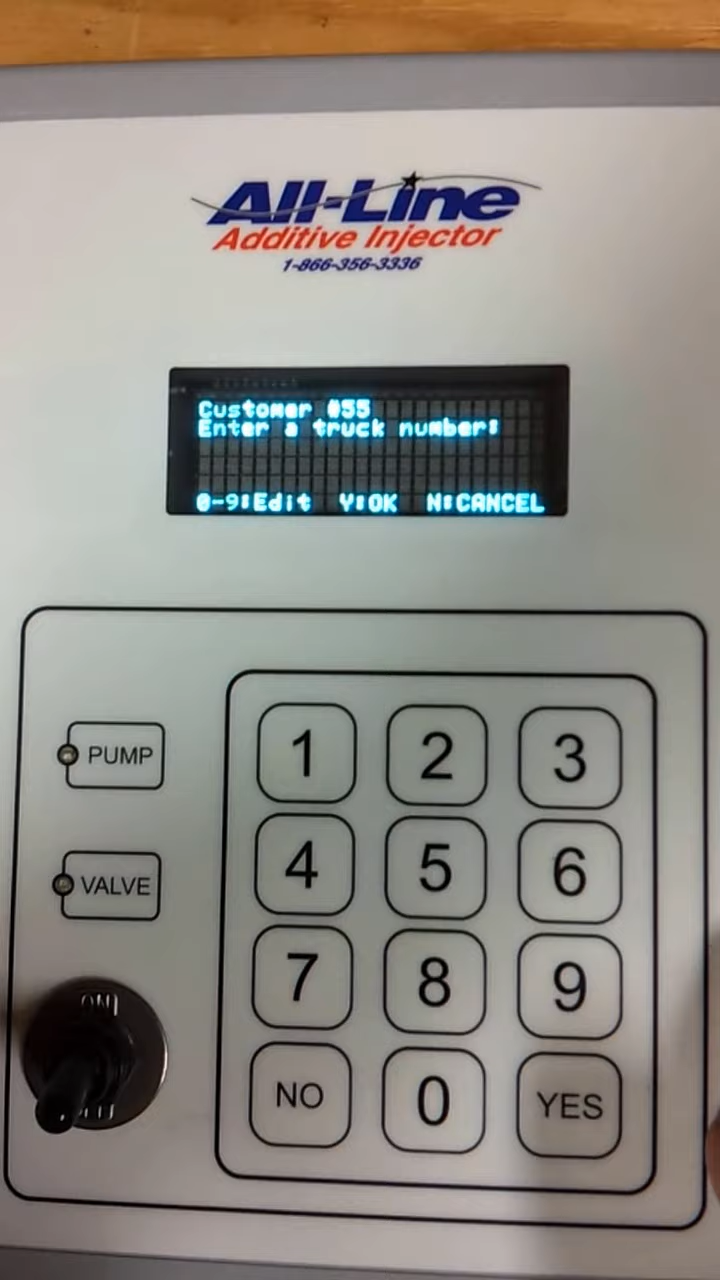 All-Line
Additive Injector
1-866-356-3336
Customer #55
Enter a truck number:
0-9:Edit Y:OK N:CANCEL
PUMP
VALVE
ON
1 2 3
4 5 6
7 8 9
NO 0 YES